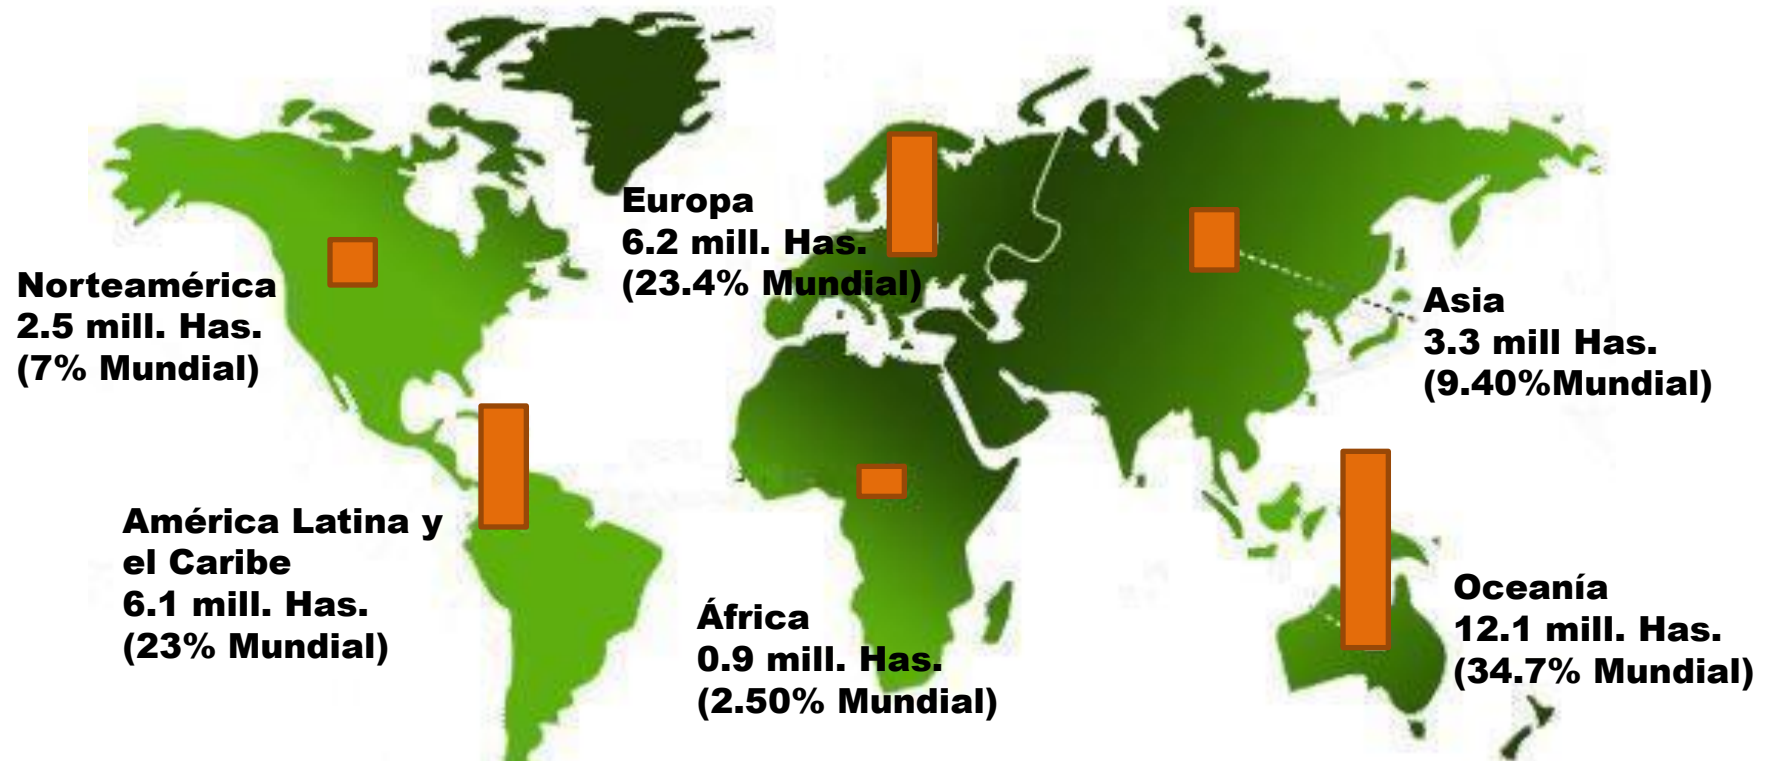 Europa
6.2 mill. Has.
(23.4% Mundial)
Norteamérica
2.5 mill. Has.
(7% Mundial)
Asia
3.3 mill Has.
(9.40%Mundial)
América Latina y
el Caribe
6.1 mill. Has.
(23% Mundial)
África
0.9 mill. Has.
(2.50% Mundial)
Oceanía
12.1 mill. Has.
(34.7% Mundial)